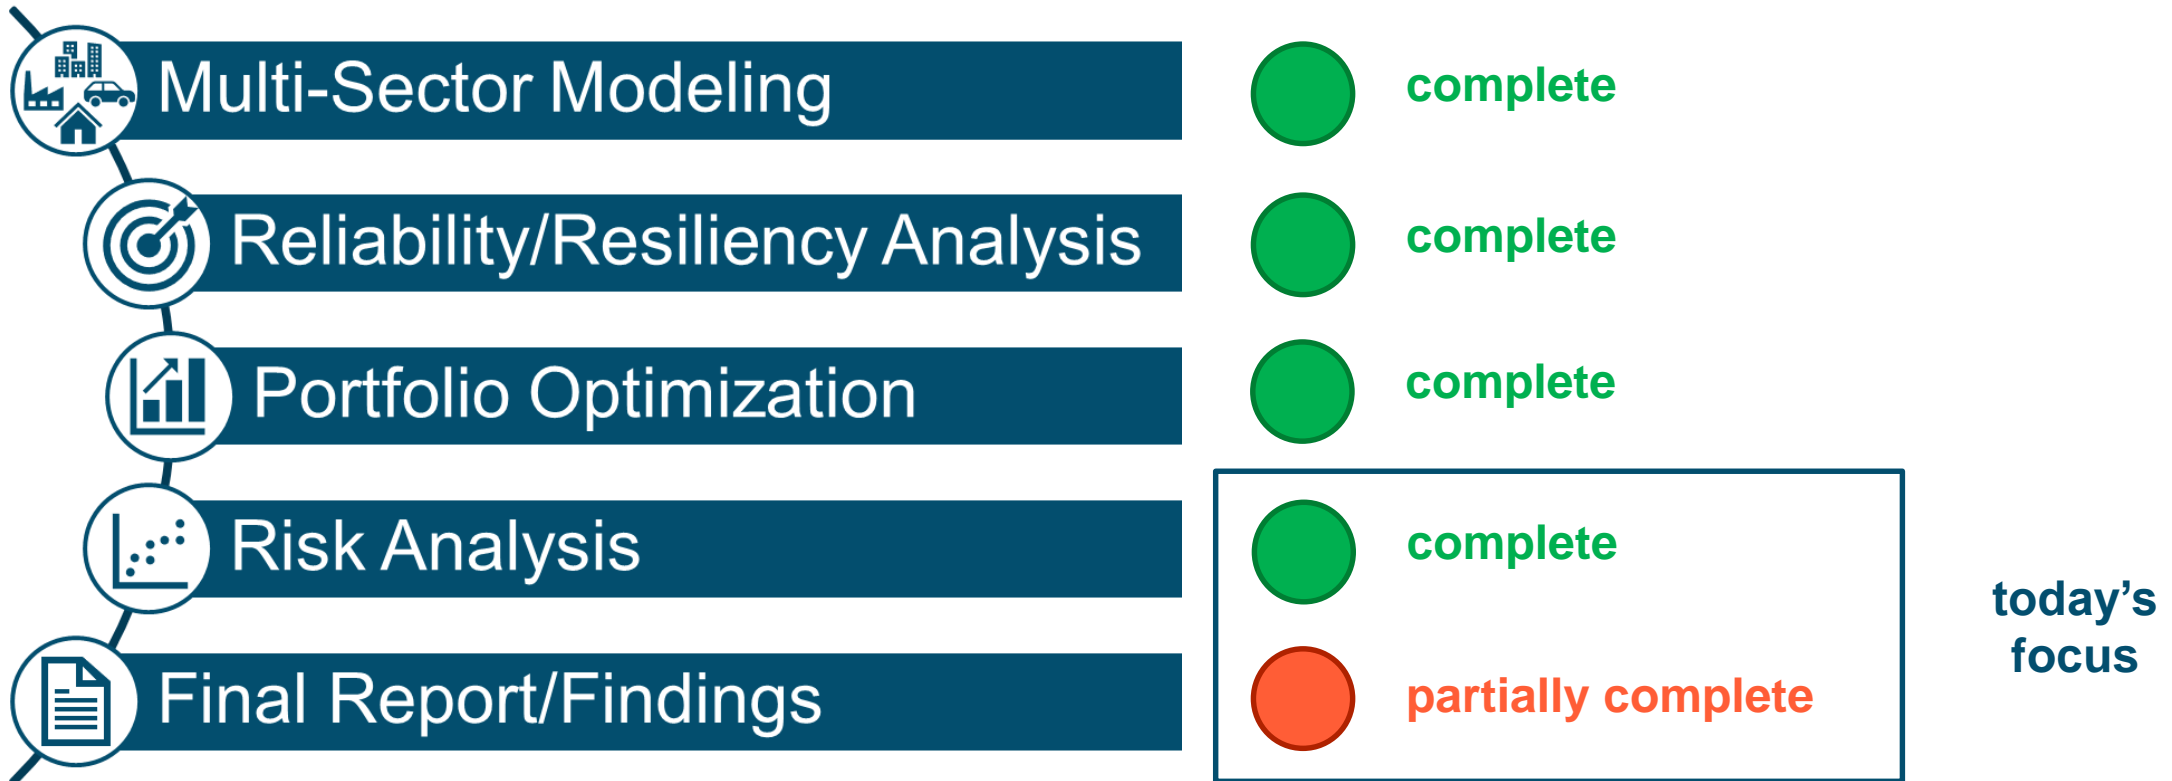 Multi-Sector Modeling
complete
Reliability/Resiliency Analysis
complete
Portfolio Optimization
complete
Risk Analysis
complete
Final Report/Findings
partially complete
today’s
focus